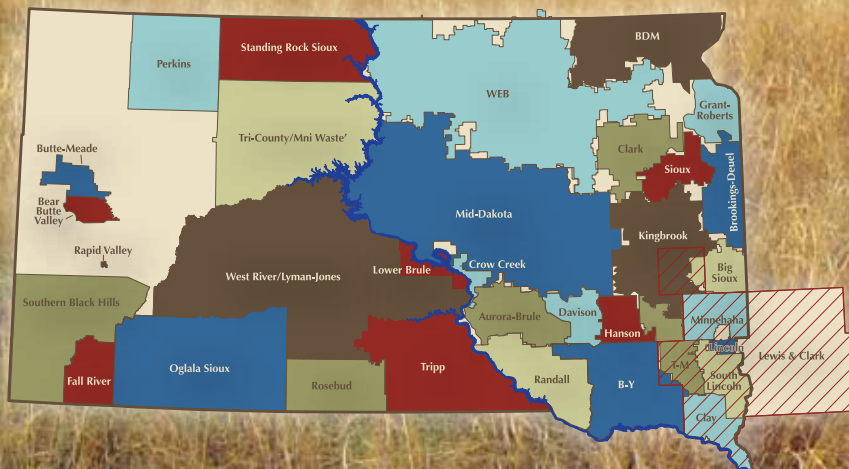 Standing Rock Sioux
BDM
Perkins
WEB
Grant-
Roberts
Tri-County/Mni Waste'
Clark
Butte-Meade
Sioux
Brookings-Deuel
Bear
Butte
Valley
Mid-Dakota
Kingbrook
Rapid Valley
Crow Creek
West River/Lyman-Jones
Lower Brule
Big
Sioux
Southern Black Hills
Aurora-Brule
Davison
Minnehaha
Hanson
Lincoln
Lewis & Clark
Oglala Sioux
Tripp
T-M
Fall River
Rosebud
Randall
B-Y
South
Lincoln
Clay